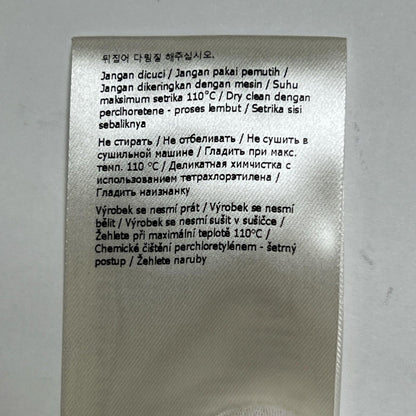 뒤집어 다림질 해주십시오.
Jangan dicuci / Jangan pakai pemutih /
Jangan dikeringkan dengan mesin / Suhu
maksimum setrika 110°C / Dry clean dengan
perclhoretene - proses lembut / Setrika sisi
sebaliknya
Не стирать / Не отбеливать / Не сушить в
сушильной машине / Гладить при макс.
темп. 110 °C / Деликатная химчистка с
использованием тетрахлорэтилена /
Гладить наизнанку
Výrobek se nesmí prát / Výrobek se nesmí
bělit / Výrobek se nesmí sušit v sušičce /
Žehlete při maximální teplotě 110°C /
Chemické čištění perchloretylénem - šetrný
postup / Žehlete naruby